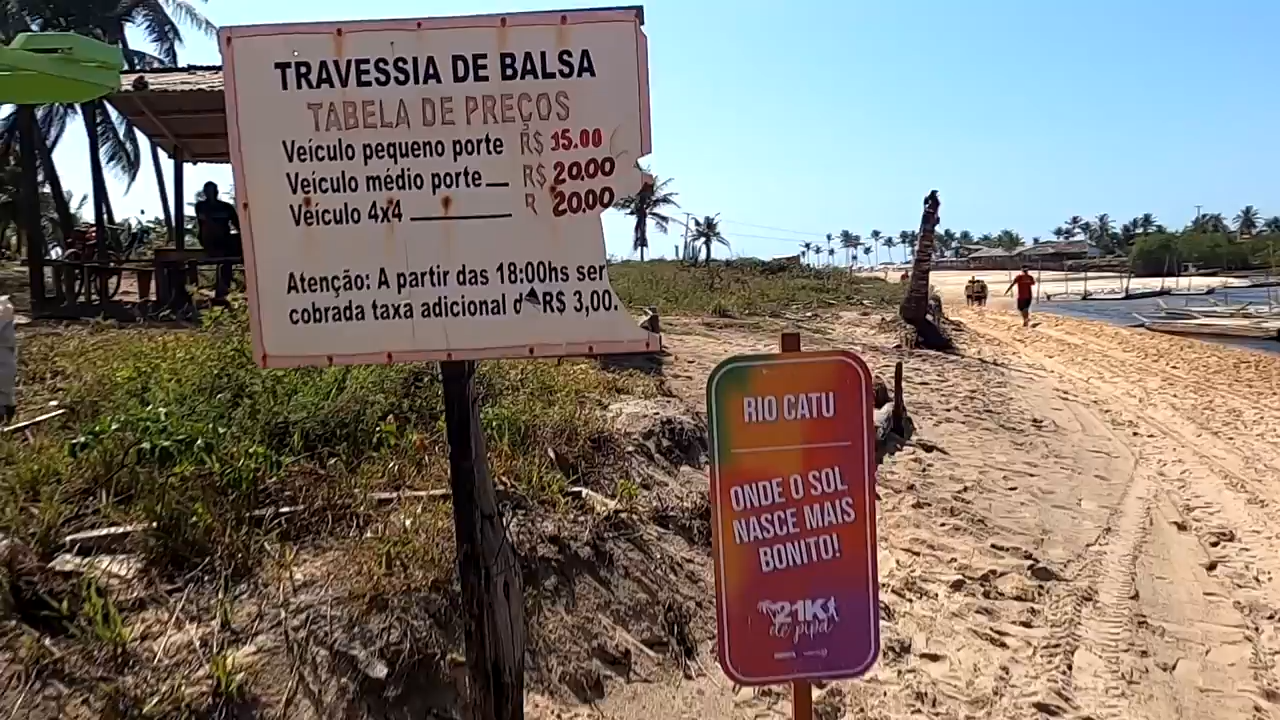 TRAVESSIA DE BALSA
TABELA DE PREÇOS
Veículo pequeno porte R$ 15.00
Veículo médio porte R$ 20,00
Veículo 4x4 R 20,00
Atenção: A partir das 18:00hs ser
cobrada taxa adicional d R$ 3,00.
RIO CATU
ONDE O SOL
NASCE MAIS
BONITO!
21K
de pipa